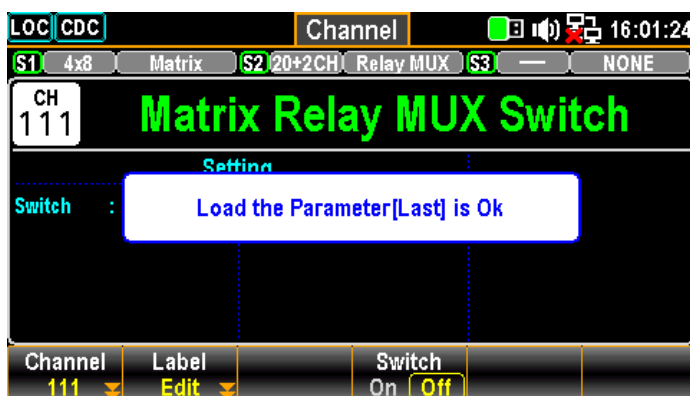 LOC CDC Channel 16:01:24
S1 4x8 Matrix S2 20+2CH Relay MUX S3 — NONE
CH
111
Matrix Relay MUX Switch
Setting
Switch :
Load the Parameter[Last] is Ok
Channel Label Switch
111 Edit On Off